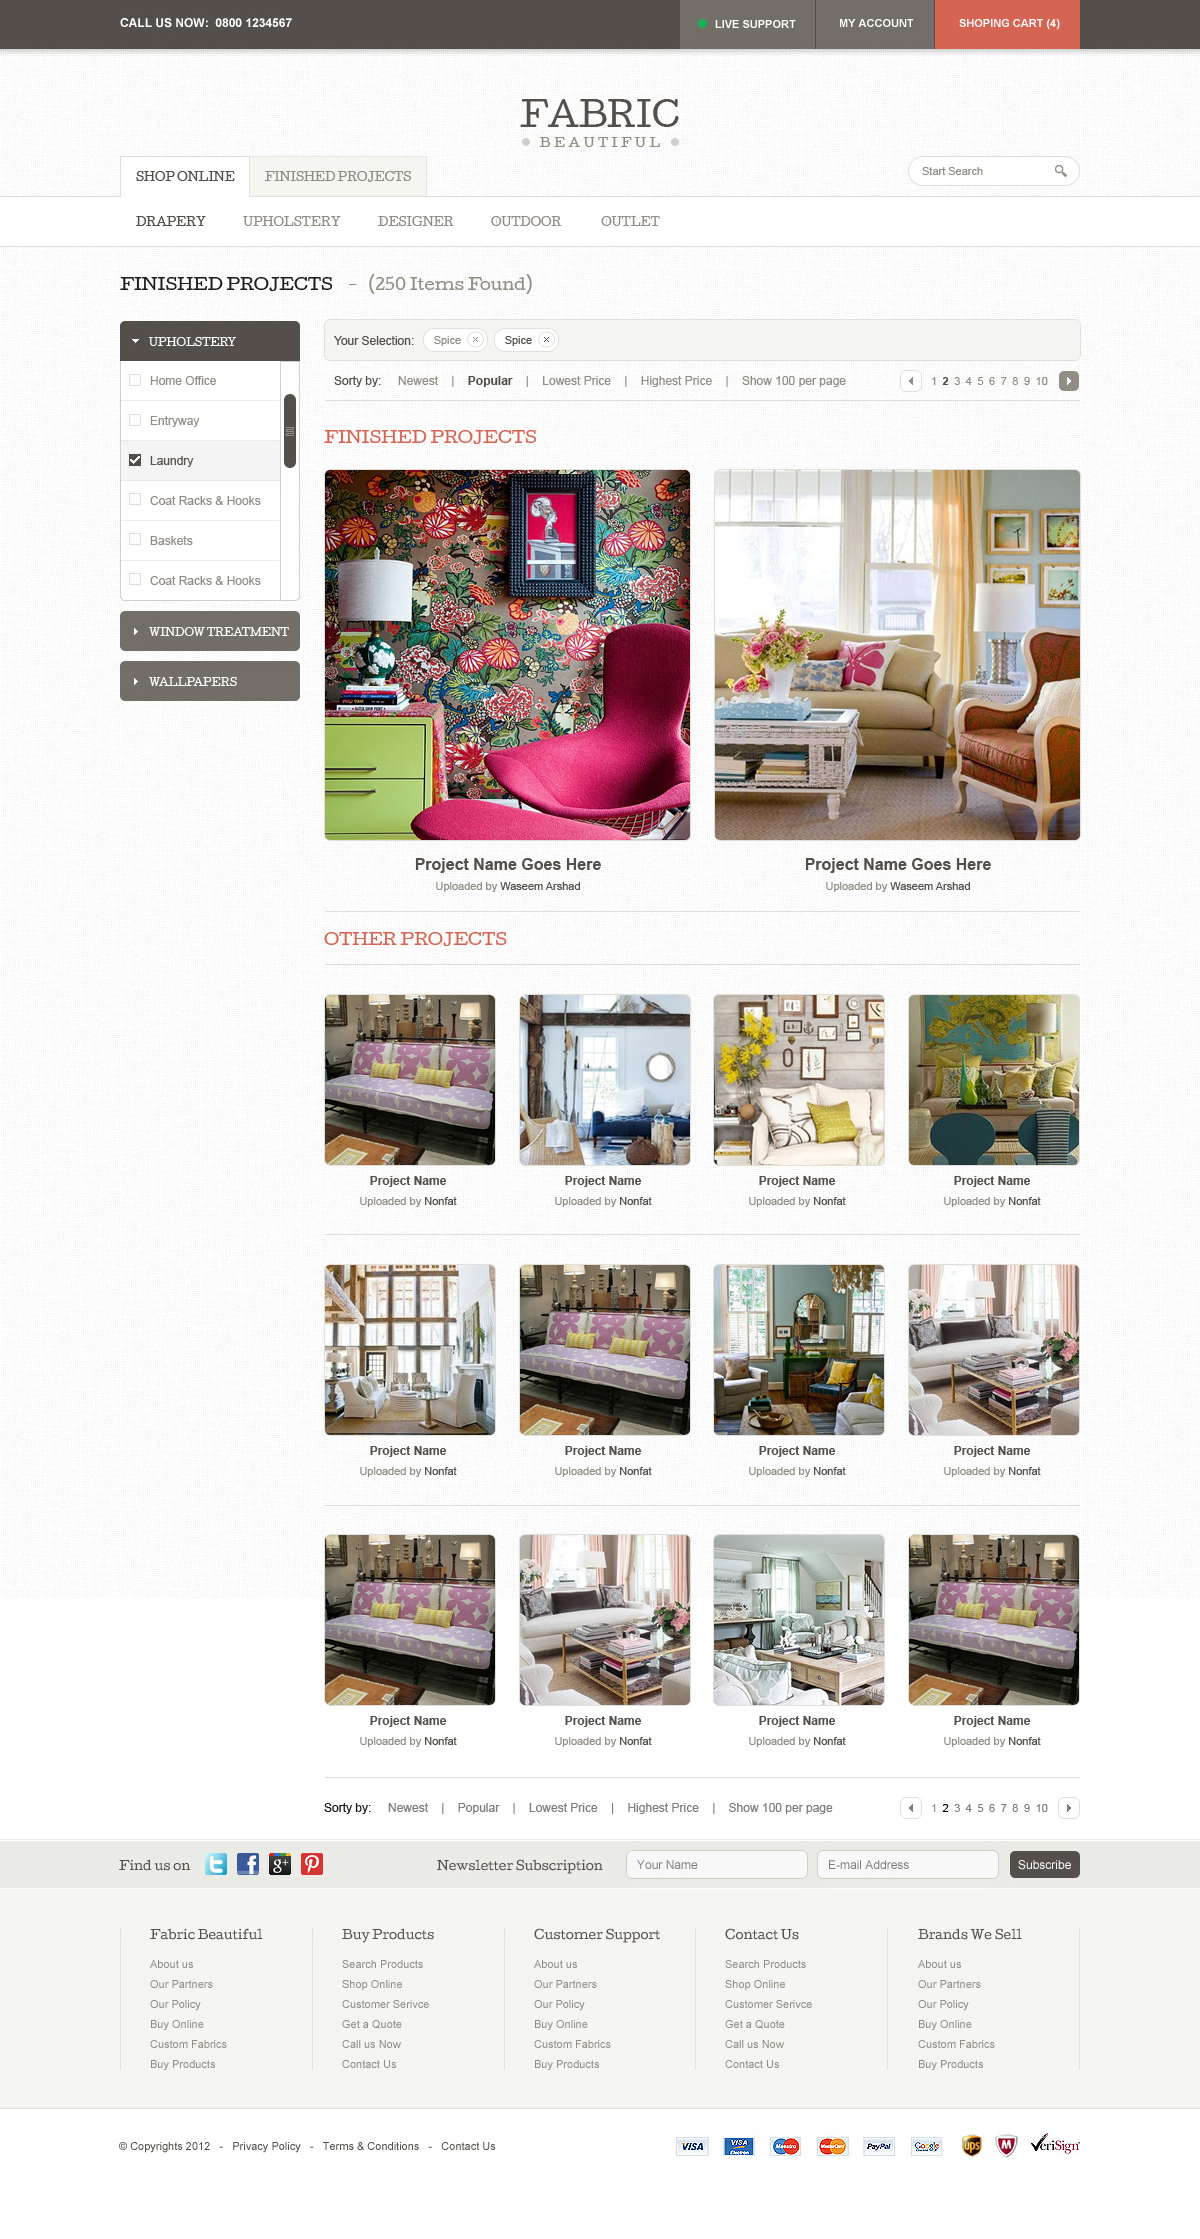 CALL US NOW: 0800 1234567
LIVE SUPPORT
MY ACCOUNT
SHOPING CART (4)
FABRIC
BEAUTIFUL
SHOP ONLINE
FINISHED PROJECTS
Start Search
DRAPERY
UPHOLSTERY
DESIGNER
OUTDOOR
OUTLET
FINISHED PROJECTS - (250 Items Found)
UPHOLSTERY
Home Office
Entryway
Laundry
Coat Racks & Hooks
Baskets
Coat Racks & Hooks
WINDOW TREATMENT
WALLPAPERS
Your Selection: Spice Spice
Sorty by: Newest | Popular | Lowest Price | Highest Price | Show 100 per page
1 2 3 4 5 6 7 8 9 10
FINISHED PROJECTS
Project Name Goes Here
Uploaded by Waseem Arshad
Project Name Goes Here
Uploaded by Waseem Arshad
OTHER PROJECTS
Project Name
Uploaded by Nonfat
Project Name
Uploaded by Nonfat
Project Name
Uploaded by Nonfat
Project Name
Uploaded by Nonfat
Project Name
Uploaded by Nonfat
Project Name
Uploaded by Nonfat
Project Name
Uploaded by Nonfat
Project Name
Uploaded by Nonfat
Project Name
Uploaded by Nonfat
Project Name
Uploaded by Nonfat
Project Name
Uploaded by Nonfat
Project Name
Uploaded by Nonfat
Sorty by: Newest | Popular | Lowest Price | Highest Price | Show 100 per page
1 2 3 4 5 6 7 8 9 10
Find us on
Newsletter Subscription
Your Name
E-mail Address
Subscribe
Fabric Beautiful
About us
Our Partners
Our Policy
Buy Online
Custom Fabrics
Buy Products
Buy Products
Search Products
Shop Online
Customer Serivce
Get a Quote
Call us Now
Contact Us
Customer Support
About us
Our Partners
Our Policy
Buy Online
Custom Fabrics
Buy Products
Contact Us
Search Products
Shop Online
Customer Serivce
Get a Quote
Call us Now
Contact Us
Brands We Sell
About us
Our Partners
Our Policy
Buy Online
Custom Fabrics
Buy Products
© Copyrights 2012 - Privacy Policy - Terms & Conditions - Contact Us
VISA
VISA Electron
Maestro
MasterCard
PayPal
Google
ups
M
VeriSign